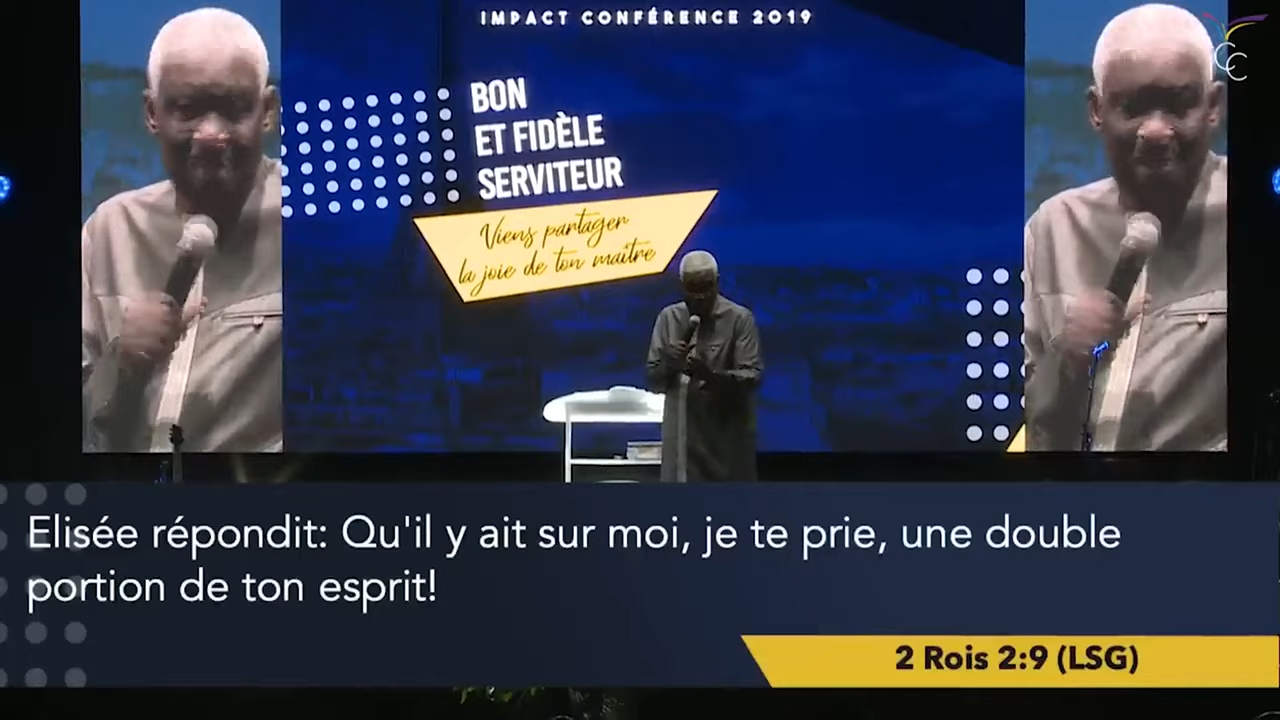 IMPACT CONFÉRENCE 2019
CC
BON
ET FIDÈLE
SERVITEUR
Viens partager
la joie de ton maître
Elisée répondit: Qu'il y ait sur moi, je te prie, une double
portion de ton esprit!
2 Rois 2:9 (LSG)